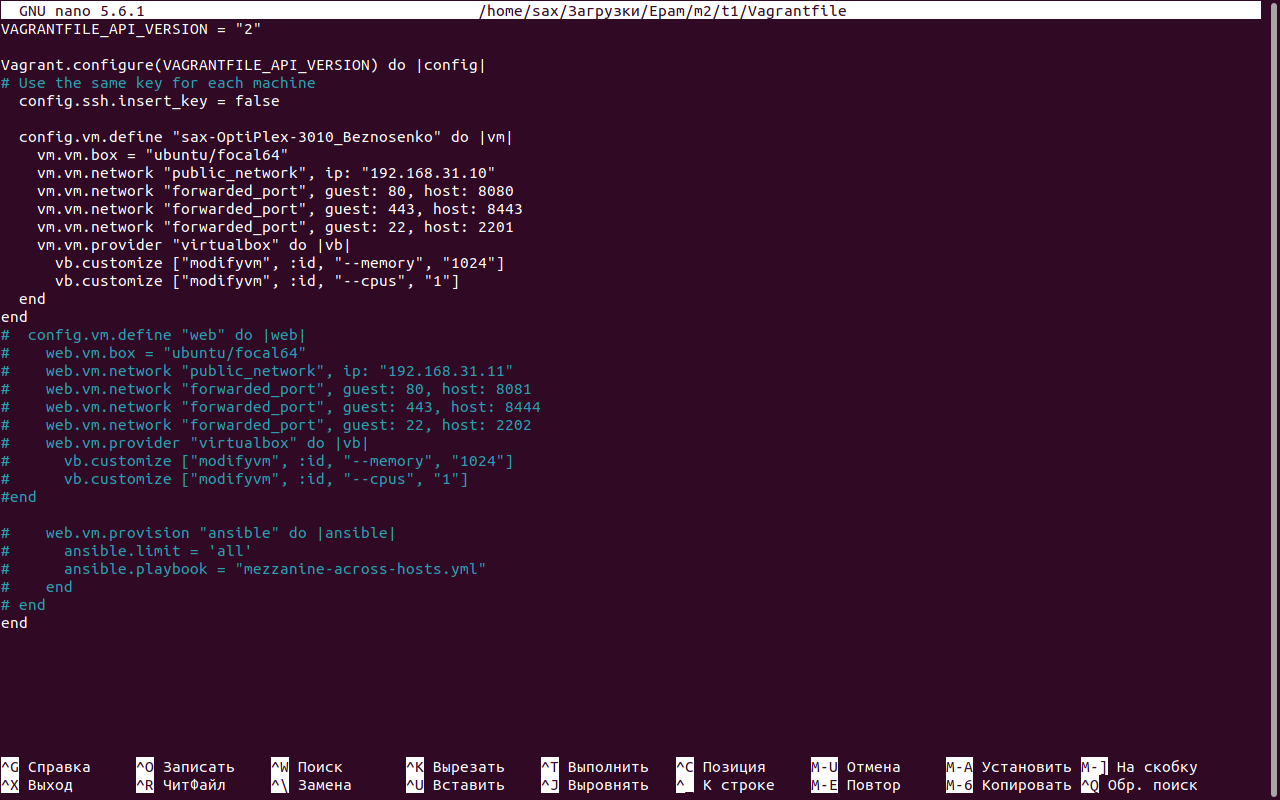 GNU nano 5.6.1 /home/sax/Загрузки/Epam/m2/t1/Vagrantfile
VAGRANTFILE_API_VERSION = "2"

Vagrant.configure(VAGRANTFILE_API_VERSION) do |config|
# Use the same key for each machine
  config.ssh.insert_key = false

  config.vm.define "sax-OptiPlex-3010_Beznosenko" do |vm|
    vm.vm.box = "ubuntu/focal64"
    vm.vm.network "public_network", ip: "192.168.31.10"
    vm.vm.network "forwarded_port", guest: 80, host: 8080
    vm.vm.network "forwarded_port", guest: 443, host: 8443
    vm.vm.network "forwarded_port", guest: 22, host: 2201
    vm.vm.provider "virtualbox" do |vb|
      vb.customize ["modifyvm", :id, "--memory", "1024"]
      vb.customize ["modifyvm", :id, "--cpus", "1"]
  end
end
#  config.vm.define "web" do |web|
#    web.vm.box = "ubuntu/focal64"
#    web.vm.network "public_network", ip: "192.168.31.11"
#    web.vm.network "forwarded_port", guest: 80, host: 8081
#    web.vm.network "forwarded_port", guest: 443, host: 8444
#    web.vm.network "forwarded_port", guest: 22, host: 2202
#    web.vm.provider "virtualbox" do |vb|
#      vb.customize ["modifyvm", :id, "--memory", "1024"]
#      vb.customize ["modifyvm", :id, "--cpus", "1"]
#end

#    web.vm.provision "ansible" do |ansible|
#      ansible.limit = 'all'
#      ansible.playbook = "mezzanine-across-hosts.yml"
#    end
# end
end
^G Справка ^O Записать ^W Поиск ^K Вырезать ^T Выполнить ^C Позиция M-U Отмена M-A Установить M-] На скобку
^X Выход ^R ЧитФайл ^\ Замена ^U Вставить ^J Выровнять ^_ К строке M-E Повтор M-6 Копировать ^Q Обр. поиск